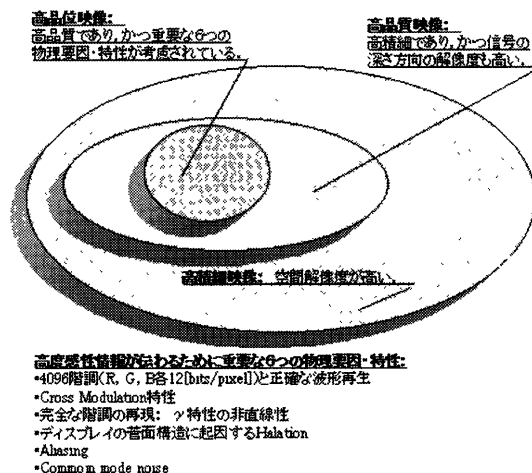 高品位映像:
高品質であり,かつ重要な6つの
物理要因・特性が考慮されている。
高品質映像:
高積細であり,かつ信号の
深さ方向の解像度も高い。
高積細映像: 空間解像度が高い。
高度感性情報が伝わるために重要な6つの物理要因・特性:
•4096階調(R, G, B各12[bits/pixel])と正確な波形再生
•Cross Modulation特性
•完全な階調の再現: γ特性の非直線性
•ディスプレイの管面構造に起因するHalation
•Aliasing
•Commom mode noise